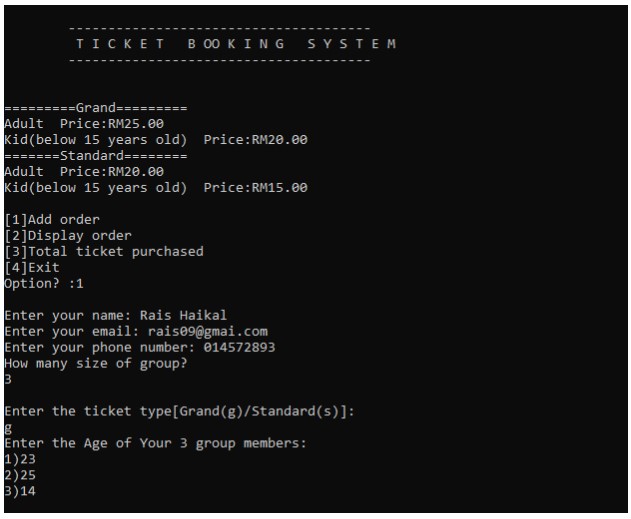 -------------------------------------
T I C K E T   B OO K I N G   S Y S T E M
-------------------------------------
=========Grand=========
Adult  Price:RM25.00
Kid(below 15 years old)  Price:RM20.00
=======Standard========
Adult  Price:RM20.00
Kid(below 15 years old)  Price:RM15.00
[1]Add order
[2]Display order
[3]Total ticket purchased
[4]Exit
Option? :1
Enter your name: Rais Haikal
Enter your email: rais09@gmai.com
Enter your phone number: 014572893
How many size of group?
3
Enter the ticket type[Grand(g)/Standard(s)]:
g
Enter the Age of Your 3 group members:
1)23
2)25
3)14